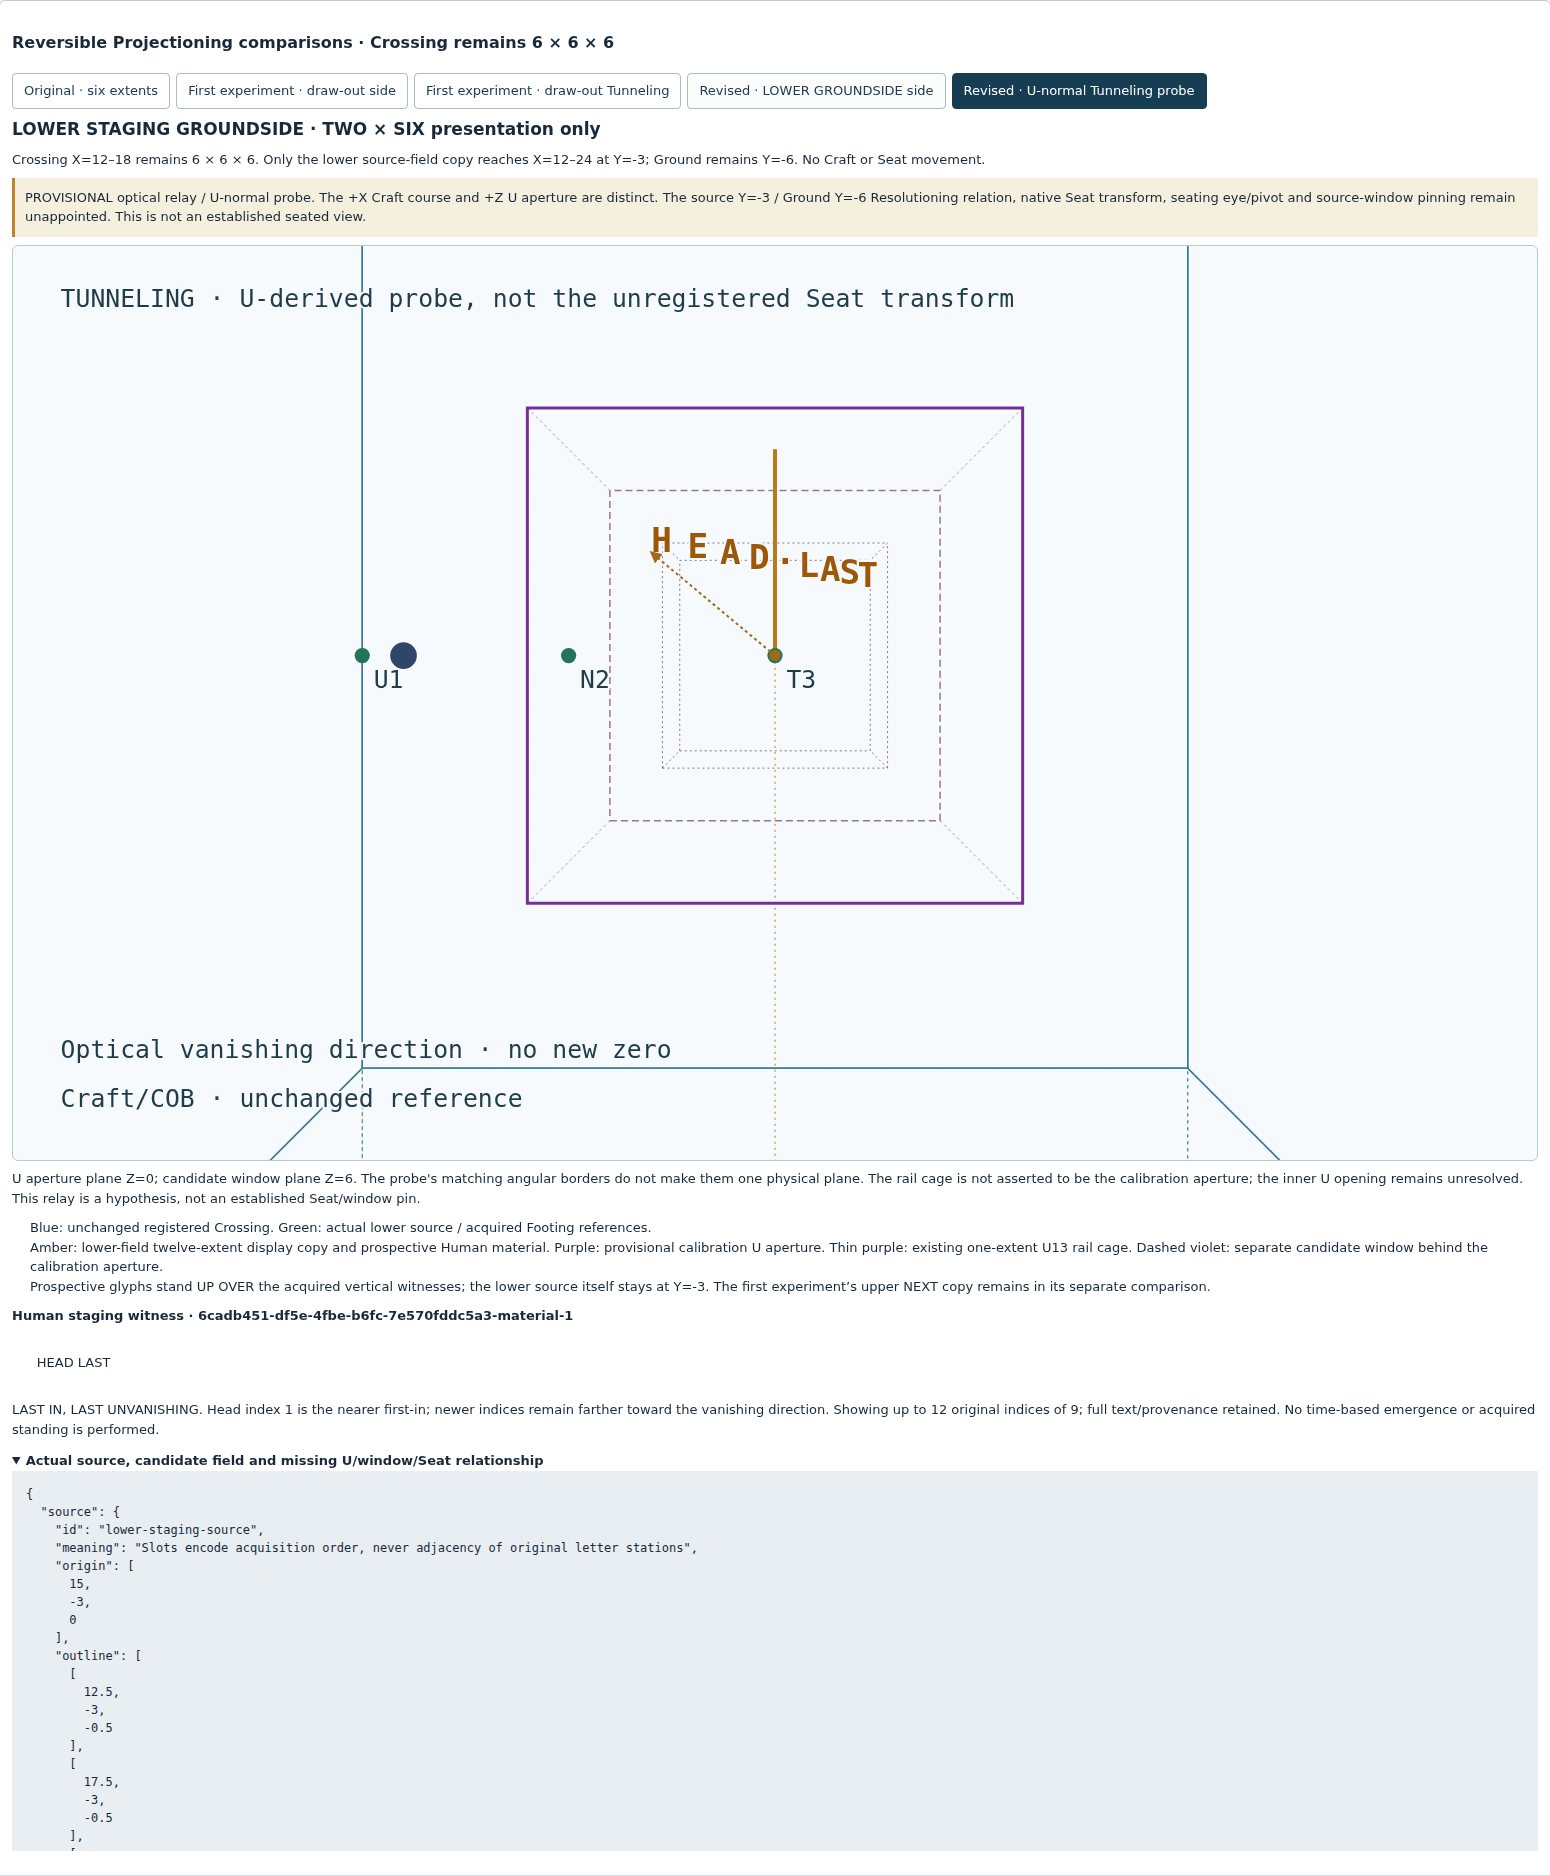 Reversible Projectioning comparisons · Crossing remains 6 × 6 × 6
Original · six extents
First experiment · draw-out side
First experiment · draw-out Tunneling
Revised · LOWER GROUNDSIDE side
Revised · U-normal Tunneling probe
LOWER STAGING GROUNDSIDE · TWO × SIX presentation only
Crossing X=12–18 remains 6 × 6 × 6. Only the lower source-field copy reaches X=12–24 at Y=-3; Ground remains Y=-6. No Craft or Seat movement.
PROVISIONAL optical relay / U-normal probe. The +X Craft course and +Z U aperture are distinct. The source Y=-3 / Ground Y=-6 Resolutioning relation, native Seat transform, seating eye/pivot and source-window pinning remain
unappointed. This is not an established seated view.
TUNNELING · U-derived probe, not the unregistered Seat transform
H E A D · L A S T
U1
N2
T3
Optical vanishing direction · no new zero
Craft/COB · unchanged reference
U aperture plane Z=0; candidate window plane Z=6. The probe's matching angular borders do not make them one physical plane. The rail cage is not asserted to be the calibration aperture; the inner U opening remains unresolved.
This relay is a hypothesis, not an established Seat/window pin.
Blue: unchanged registered Crossing. Green: actual lower source / acquired Footing references.
Amber: lower-field twelve-extent display copy and prospective Human material. Purple: provisional calibration U aperture. Thin purple: existing one-extent U13 rail cage. Dashed violet: separate candidate window behind the
calibration aperture.
Prospective glyphs stand UP OVER the acquired vertical witnesses; the lower source itself stays at Y=-3. The first experiment’s upper NEXT copy remains in its separate comparison.
Human staging witness · 6cadb451-df5e-4fbe-b6fc-7e570fddc5a3-material-1
HEAD LAST
LAST IN, LAST UNVANISHING. Head index 1 is the nearer first-in; newer indices remain farther toward the vanishing direction. Showing up to 12 original indices of 9; full text/provenance retained. No time-based emergence or acquired
standing is performed.
▼ Actual source, candidate field and missing U/window/Seat relationship
{
"source": {
"id": "lower-staging-source",
"meaning": "Slots encode acquisition order, never adjacency of original letter stations",
"origin": [
15,
-3,
0
],
"outline": [
[
12.5,
-3,
-0.5
],
[
17.5,
-3,
-0.5
],
[